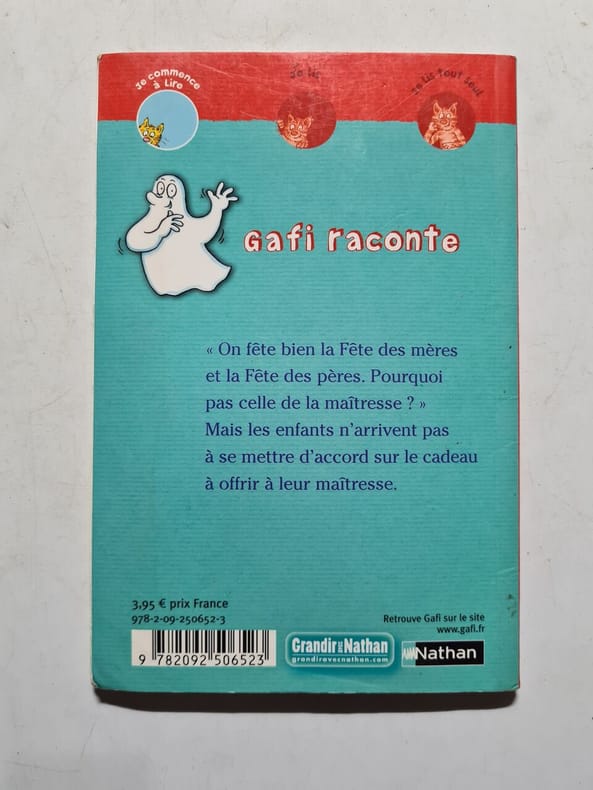 Je commence
à Lire
Je Lis
Je Lis tout seul
Gafi raconte
« On fête bien la Fête des mères
et la Fête des pères. Pourquoi
pas celle de la maîtresse ? »
Mais les enfants n’arrivent pas
à se mettre d’accord sur le cadeau
à offrir à leur maîtresse.
3,95 € prix France
978-2-09-250652-3
9 782092 506523
Retrouve Gafi sur le site
www.gafi.fr
Grandir avec Nathan
grandiravecnathan.com
Nathan